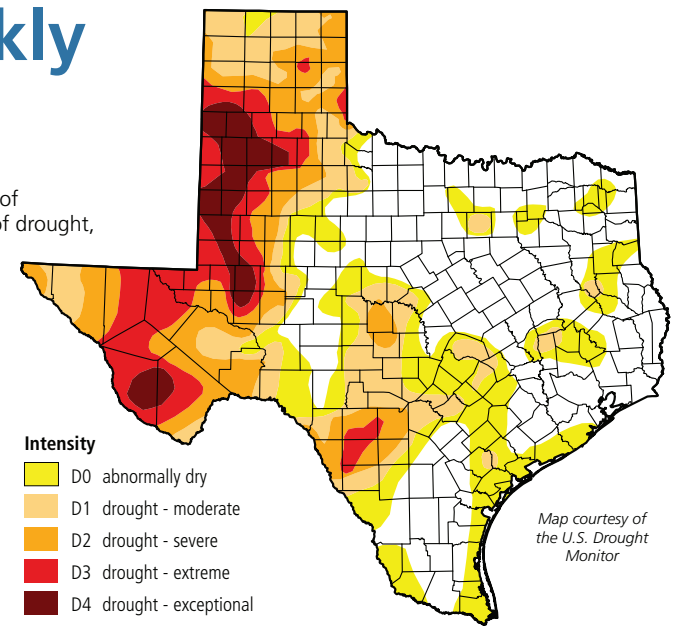 kly
of
of drought,
Intensity
D0 abnormally dry
D1 drought - moderate
D2 drought - severe
D3 drought - extreme
D4 drought - exceptional
Map courtesy of
the U.S. Drought
Monitor